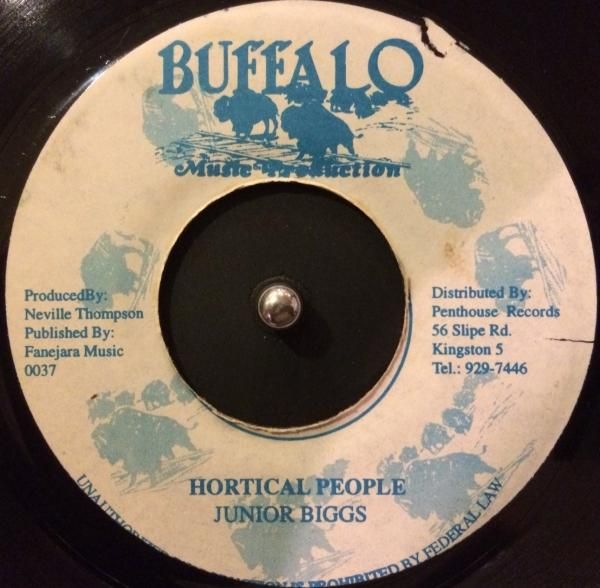 BUFFALO
Music Production
ProducedBy:
Neville Thompson
Published By:
Fanejara Music
0037
Distributed By:
Penthouse Records
56 Slipe Rd.
Kingston 5
Tel.: 929-7446
HORTICAL PEOPLE
JUNIOR BIGGS
IS PROHIBITED BY FEDERAL LAW